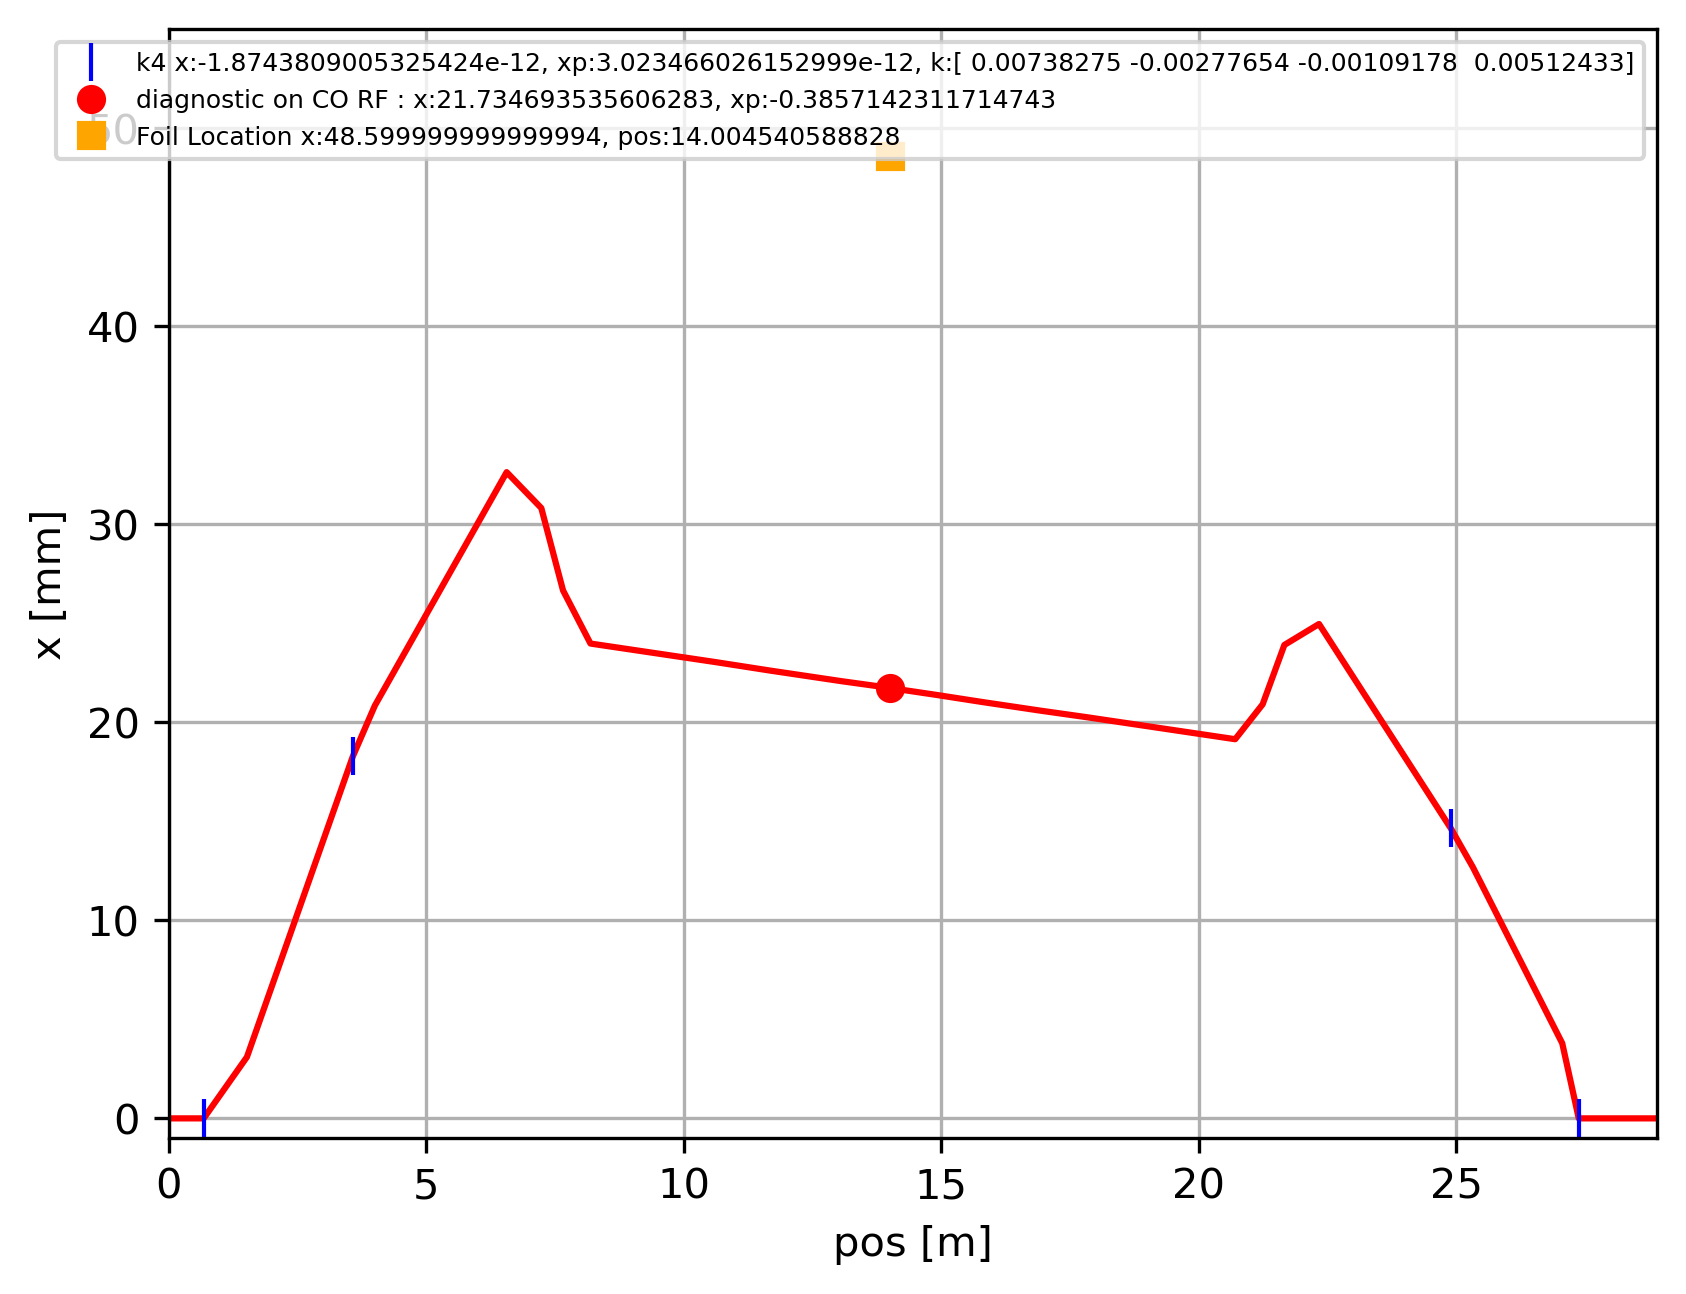 k4 x:-1.8743809005325424e-12, xp:3.023466026152999e-12, k:[ 0.00738275 -0.00277654 -0.00109178  0.00512433]
diagnostic on CO RF : x:21.734693535606283, xp:-0.3857142311714743
Foil Location x:48.599999999999994, pos:14.004540588828
50
40
30
20
10
0
x [mm]
0 5 10 15 20 25
pos [m]